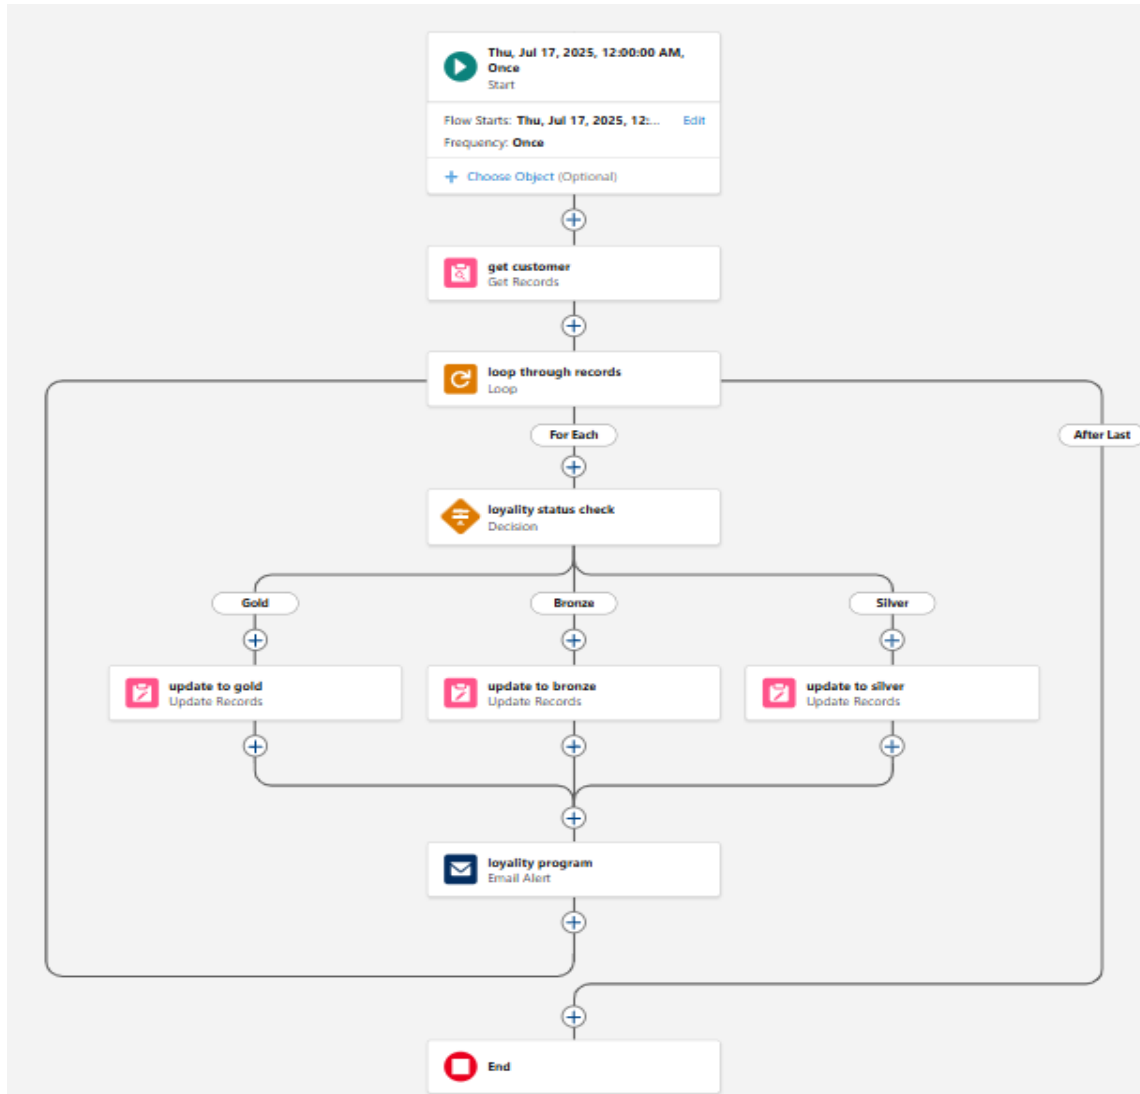 Thu, Jul 17, 2025, 12:00:00 AM,
Once
Start
Flow Starts: Thu, Jul 17, 2025, 12:... Edit
Frequency: Once
+ Choose Object (Optional)
get customer
Get Records
loop through records
Loop
For Each
After Last
loyality status check
Decision
Gold
Bronze
Silver
update to gold
Update Records
update to bronze
Update Records
update to silver
Update Records
loyality program
Email Alert
End